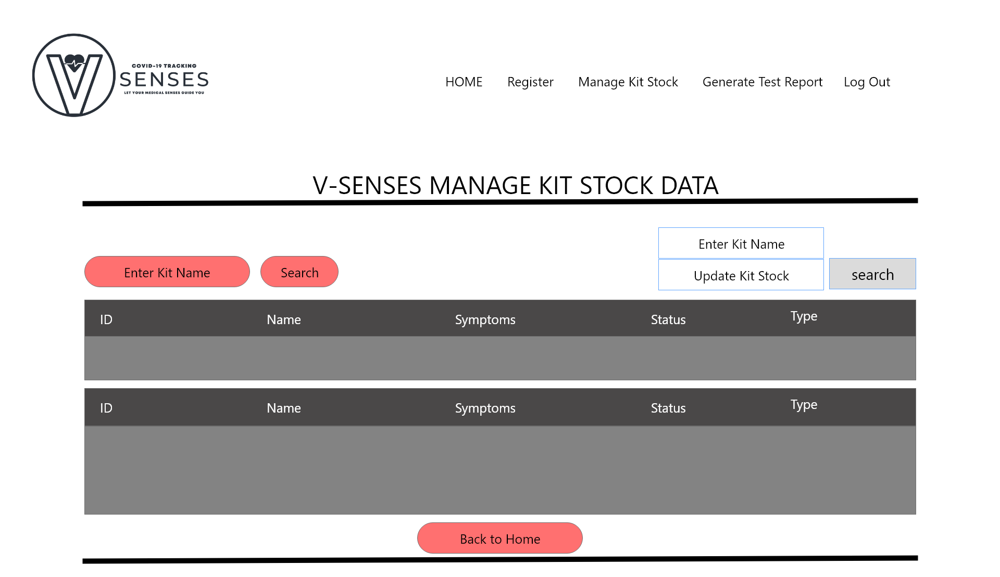 COVID-19 TRACKING
SENSES
LET YOUR MEDICAL SENSES GUIDE YOU
HOME Register Manage Kit Stock Generate Test Report Log Out
V-SENSES MANAGE KIT STOCK DATA
Enter Kit Name
Enter Kit Name Search
Update Kit Stock search
ID Name Symptoms Status Type
ID Name Symptoms Status Type
Back to Home